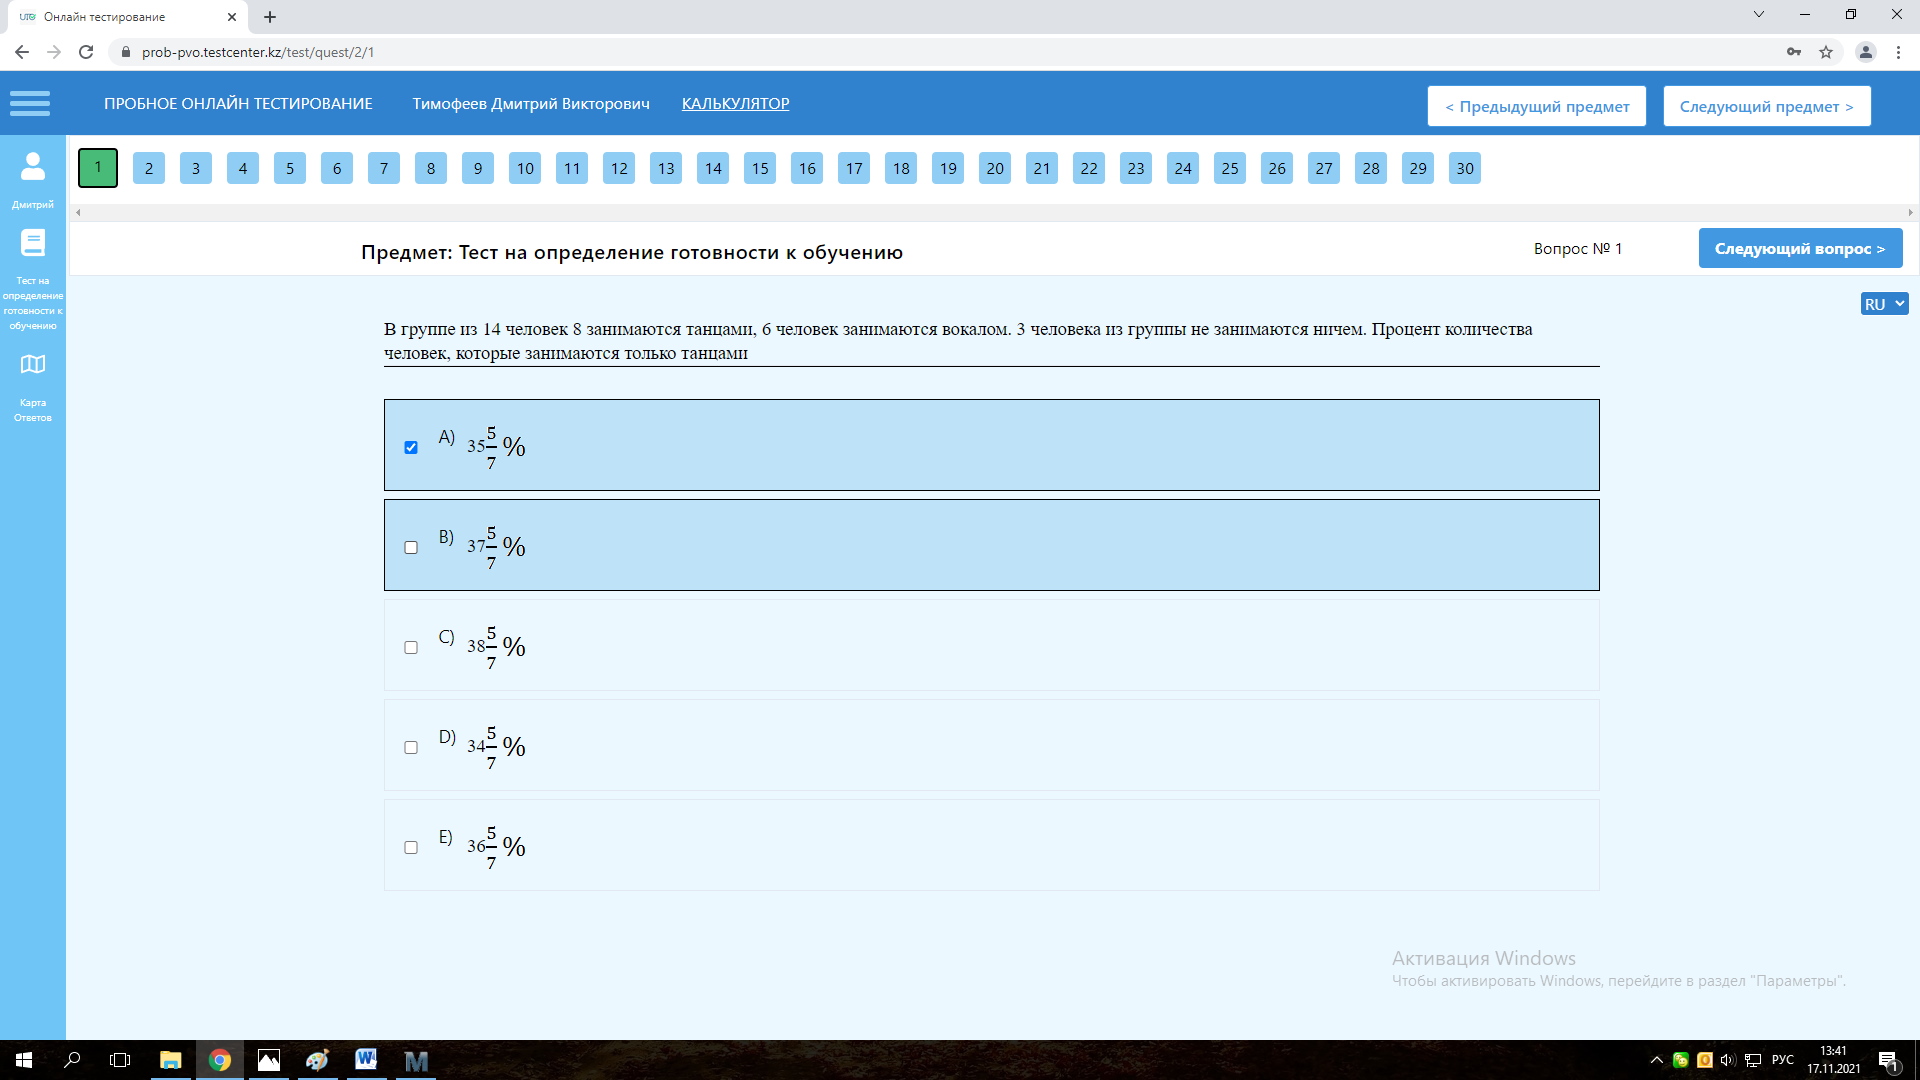 Онлайн тестирование
prob-pvo.testcenter.kz/test/quest/2/1
ПРОБНОЕ ОНЛАЙН ТЕСТИРОВАНИЕ Тимофеев Дмитрий Викторович КАЛЬКУЛЯТОР < Предыдущий предмет Следующий предмет >
1 2 3 4 5 6 7 8 9 10 11 12 13 14 15 16 17 18 19 20 21 22 23 24 25 26 27 28 29 30
Дмитрий
Тест на
определение
готовности к
обучению
Карта
Ответов
Предмет: Тест на определение готовности к обучению Вопрос № 1 Следующий вопрос >
RU
В группе из 14 человек 8 занимаются танцами, 6 человек занимаются вокалом. 3 человека из группы не занимаются ничем. Процент количества
человек, которые занимаются только танцами
A) 35 5/7 %
B) 37 5/7 %
C) 38 5/7 %
D) 34 5/7 %
E) 36 5/7 %
Активация Windows
Чтобы активировать Windows, перейдите в раздел "Параметры".
РУС
13:41
17.11.2021
1